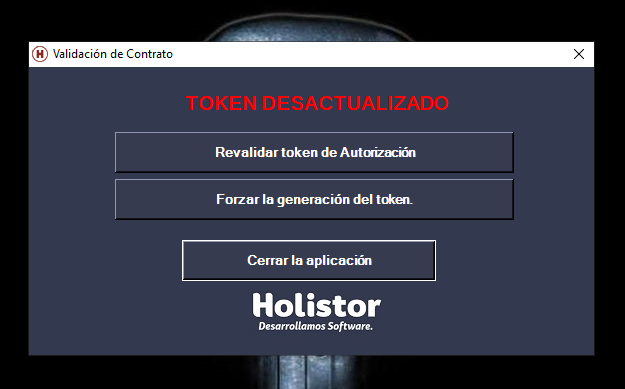 Validación de Contrato
TOKEN DESACTUALIZADO
Revalidar token de Autorización
Forzar la generación del token.
Cerrar la aplicación
Holistor
Desarrollamos Software.